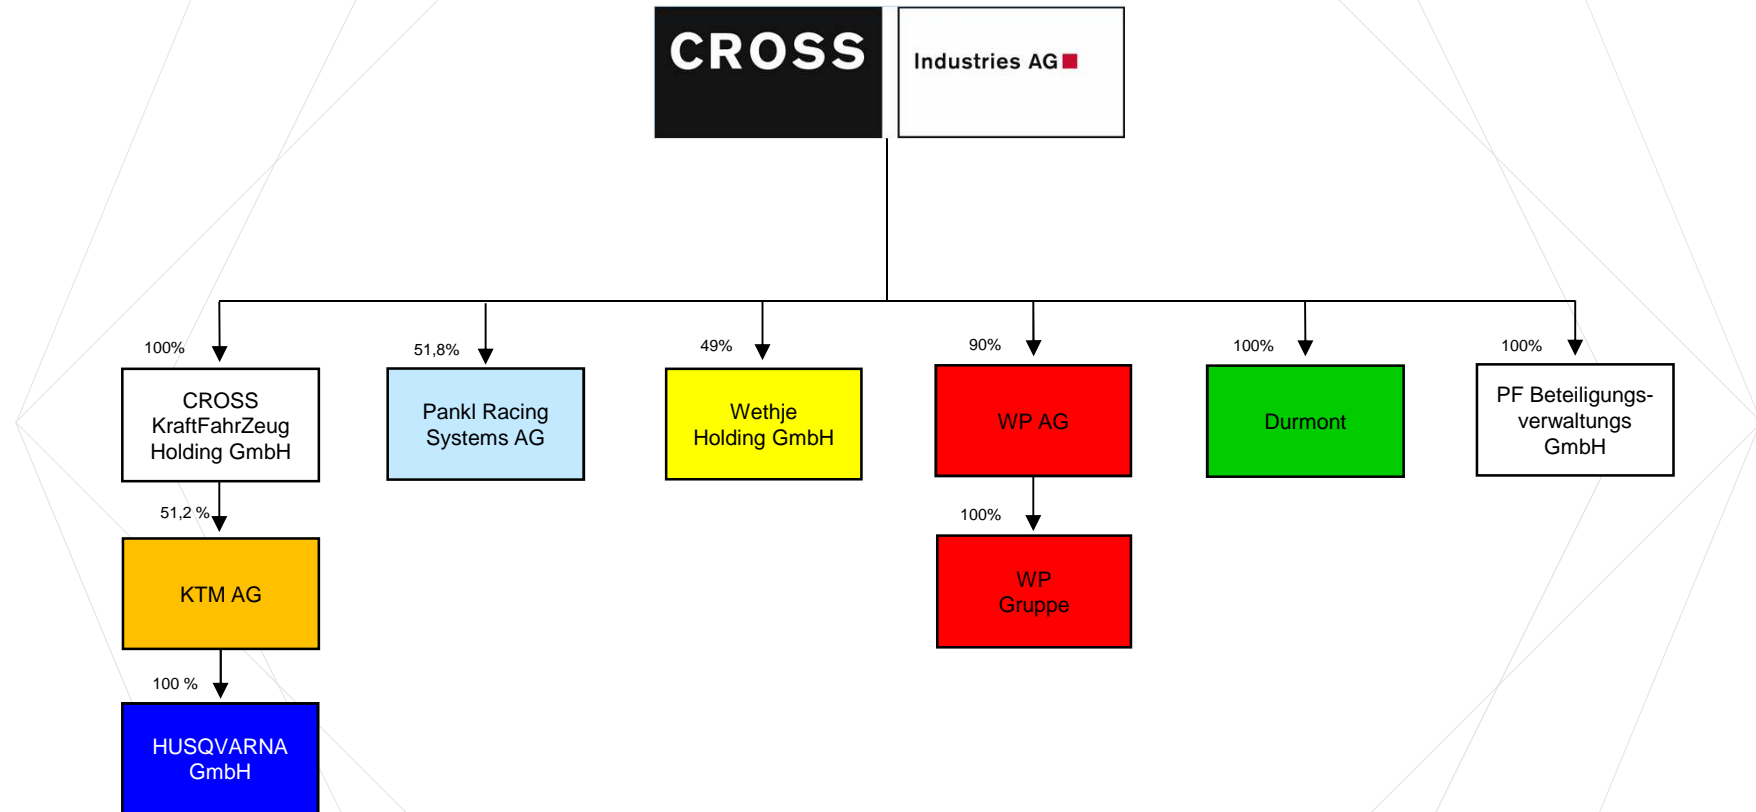 CROSS
Industries AG
100%
51,8%
49%
90%
100%
100%
CROSS
KraftFahrZeug
Holding GmbH
Pankl Racing
Systems AG
Wethje
Holding GmbH
WP AG
Durmont
PF Beteiligungs-
verwaltungs
GmbH
51,2 %
100%
KTM AG
WP
Gruppe
100 %
HUSQVARNA
GmbH